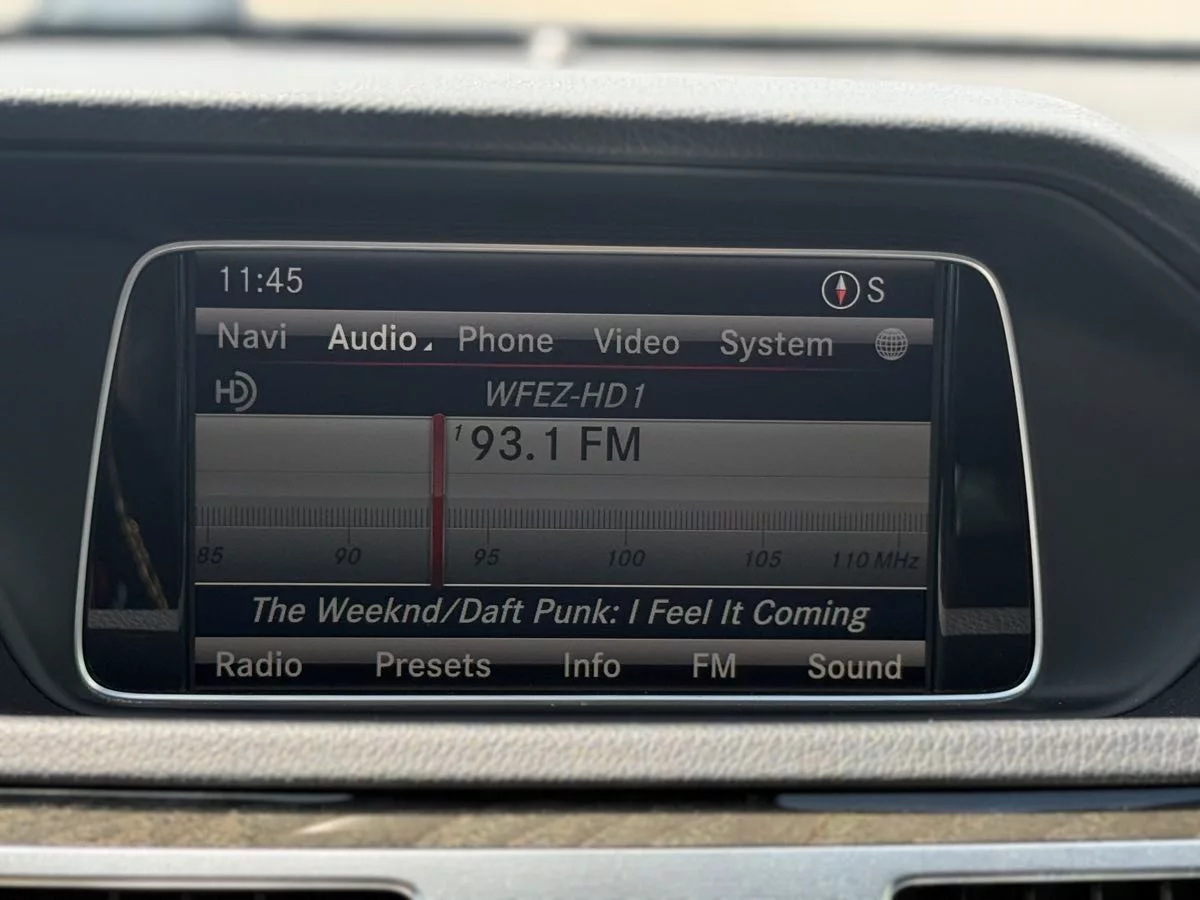 11:45 S
Navi Audio Phone Video System
HD WFEZ-HD1
1 93.1 FM
85 90 95 100 105 110 MHz
The Weeknd/Daft Punk: I Feel It Coming
Radio Presets Info FM Sound